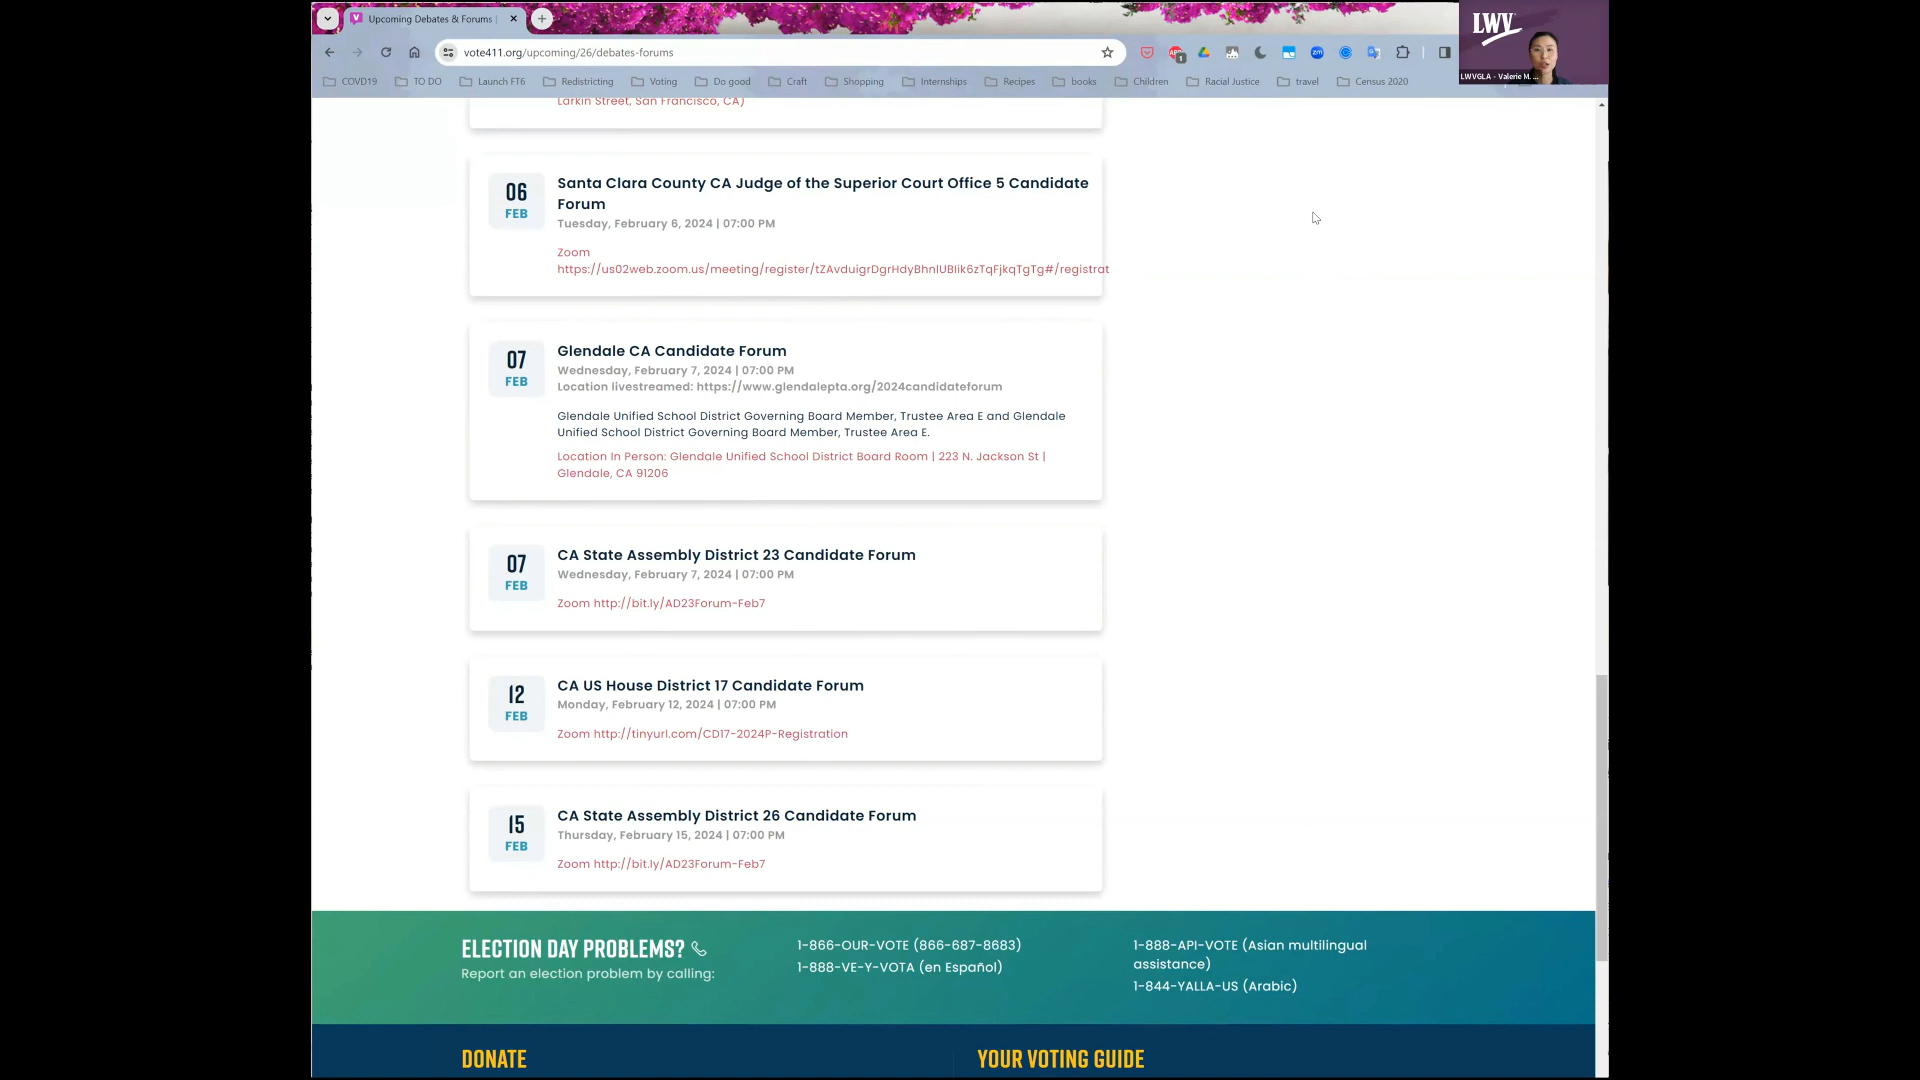 Upcoming Debates & Forums |
vote411.org/upcoming/26/debates-forums
LWV
LWVGLA - Valerie M. ...
COVD19
TO DO
Launch FT6
Redistricting
Voting
Do good
Craft
Shopping
Internships
Recipes
books
Children
Racial Justice
travel
Census 2020
Larkin Street, San Francisco, CA)
06
FEB
Santa Clara County CA Judge of the Superior Court Office 5 Candidate
Forum
Tuesday, February 6, 2024 | 07:00 PM
Zoom
https://us02web.zoom.us/meeting/register/tZAvduigrDgrHdyBhnlUBIik6zTqFjkqTgTg#/registrat
07
FEB
Glendale CA Candidate Forum
Wednesday, February 7, 2024 | 07:00 PM
Location livestreamed: https://www.glendalepta.org/2024candidateforum
Glendale Unified School District Governing Board Member, Trustee Area E and Glendale
Unified School District Governing Board Member, Trustee Area E.
Location In Person: Glendale Unified School District Board Room | 223 N. Jackson St |
Glendale, CA 91206
07
FEB
CA State Assembly District 23 Candidate Forum
Wednesday, February 7, 2024 | 07:00 PM
Zoom http://bit.ly/AD23Forum-Feb7
12
FEB
CA US House District 17 Candidate Forum
Monday, February 12, 2024 | 07:00 PM
Zoom http://tinyurl.com/CD17-2024P-Registration
15
FEB
CA State Assembly District 26 Candidate Forum
Thursday, February 15, 2024 | 07:00 PM
Zoom http://bit.ly/AD23Forum-Feb7
ELECTION DAY PROBLEMS?
Report an election problem by calling:
1-866-OUR-VOTE (866-687-8683)
1-888-VE-Y-VOTA (en Español)
1-888-API-VOTE (Asian multilingual
assistance)
1-844-YALLA-US (Arabic)
DONATE
YOUR VOTING GUIDE